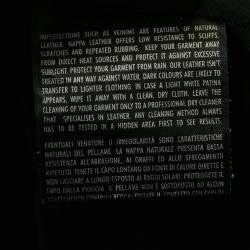 IMPERFECTIONS SUCH AS VEINING ARE FEATURES OF NATURAL
LEATHER. NAPPA LEATHER OFFERS LOW RESISTANCE TO SCUFFS,
SCRATCHES AND REPEATED RUBBING. KEEP YOUR GARMENT AWAY
FROM DIRECT HEAT SOURCES AND PROTECT IT AGAINST EXCESSIVE
SUNLIGHT. PROTECT YOUR GARMENT FROM RAIN. OUR LEATHER ISN'T
TREATED IN ANY WAY AGAINST WATER. DARK COLOURS ARE LIKELY TO
TRANSFER TO LIGHTER CLOTHING. IN CASE A LIGHT WHITE PATINA
APPEARS, WIPE IT AWAY WITH A CLEAN, DRY CLOTH. LEAVE THE
CLEANING OF YOUR GARMENT ONLY TO A PROFESSIONAL DRY CLEANER
THAT SPECIALISES IN LEATHER. ANY CLEANING METHOD ALWAYS
HAS TO BE TESTED IN A HIDDEN AREA FIRST TO SEE RESULTS.
EVENTUALI VENATURE O IRREGOLARITÀ SONO CARATTERISTICHE
NATURALI DEL PELLAME. LA NAPPA NATURALE PRESENTA BASSA
RESISTENZA ALL'ABRASIONE, AI GRAFFI ED ALLO SFREGAMENTO
RIPETUTO. TENETE IL CAPO LONTANO DA FONTI DI CALORE DIRETTE E
NON LASCIARE A LUNGO ESPOSTO AI RAGGI SOLARI. PROTEGGETE IL
CAPO DALLA PIOGGIA. IL PELLAME NON È SOTTOPOSTO AD ALCUN